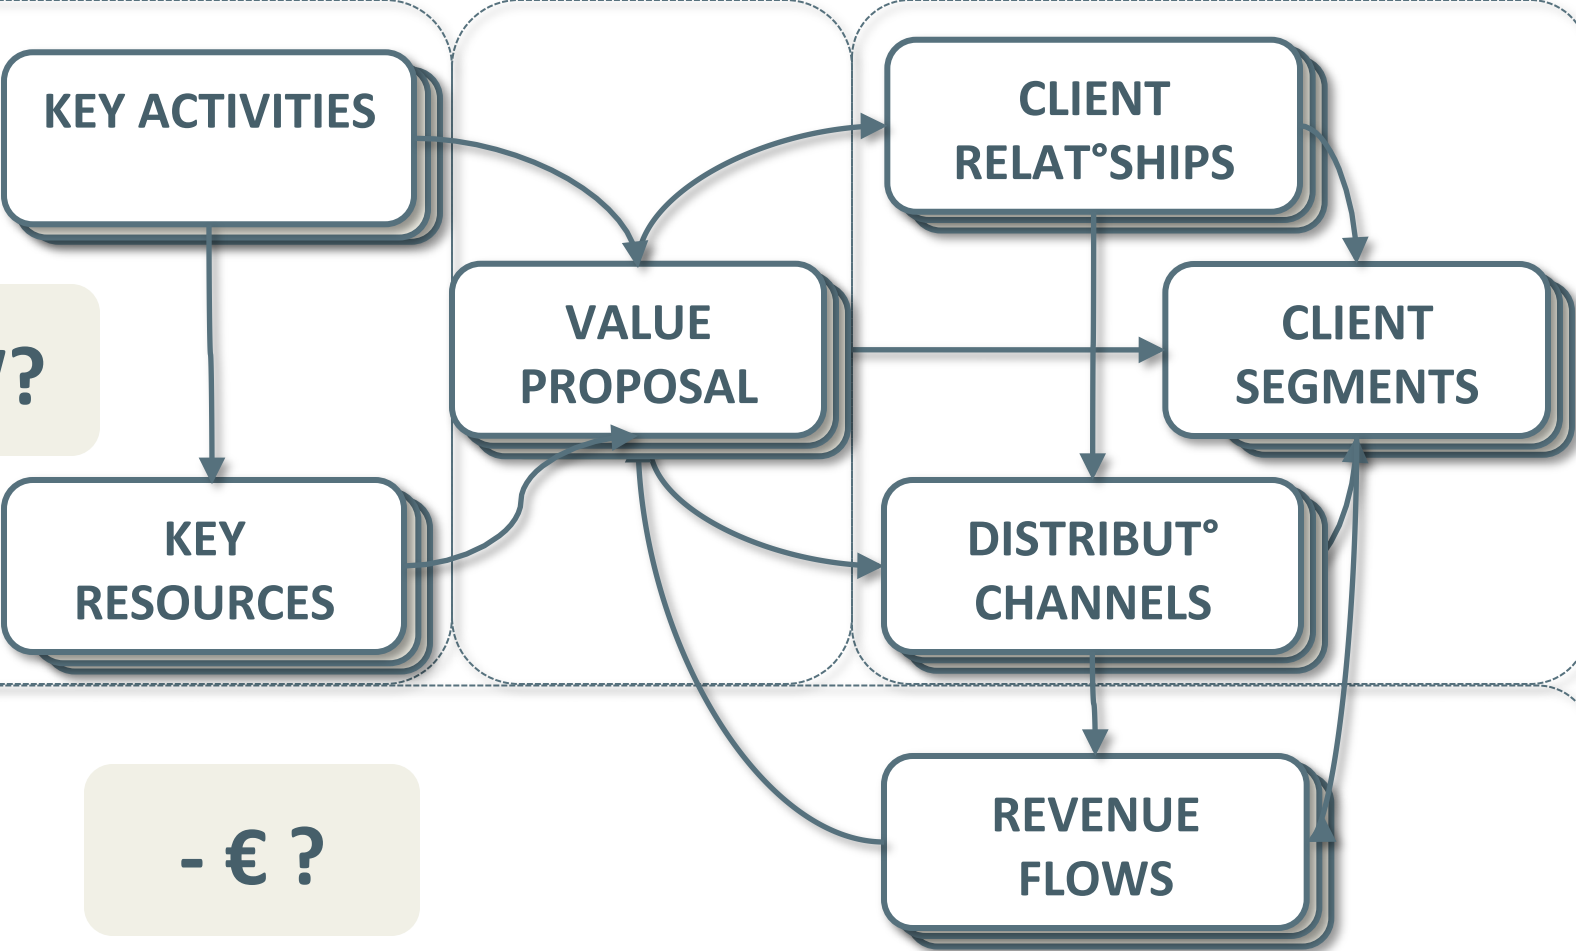 KEY ACTIVITIES
CLIENT
RELAT°SHIPS
VALUE
PROPOSAL
CLIENT
SEGMENTS
?
KEY
RESOURCES
DISTRIBUT°
CHANNELS
REVENUE
FLOWS
- € ?